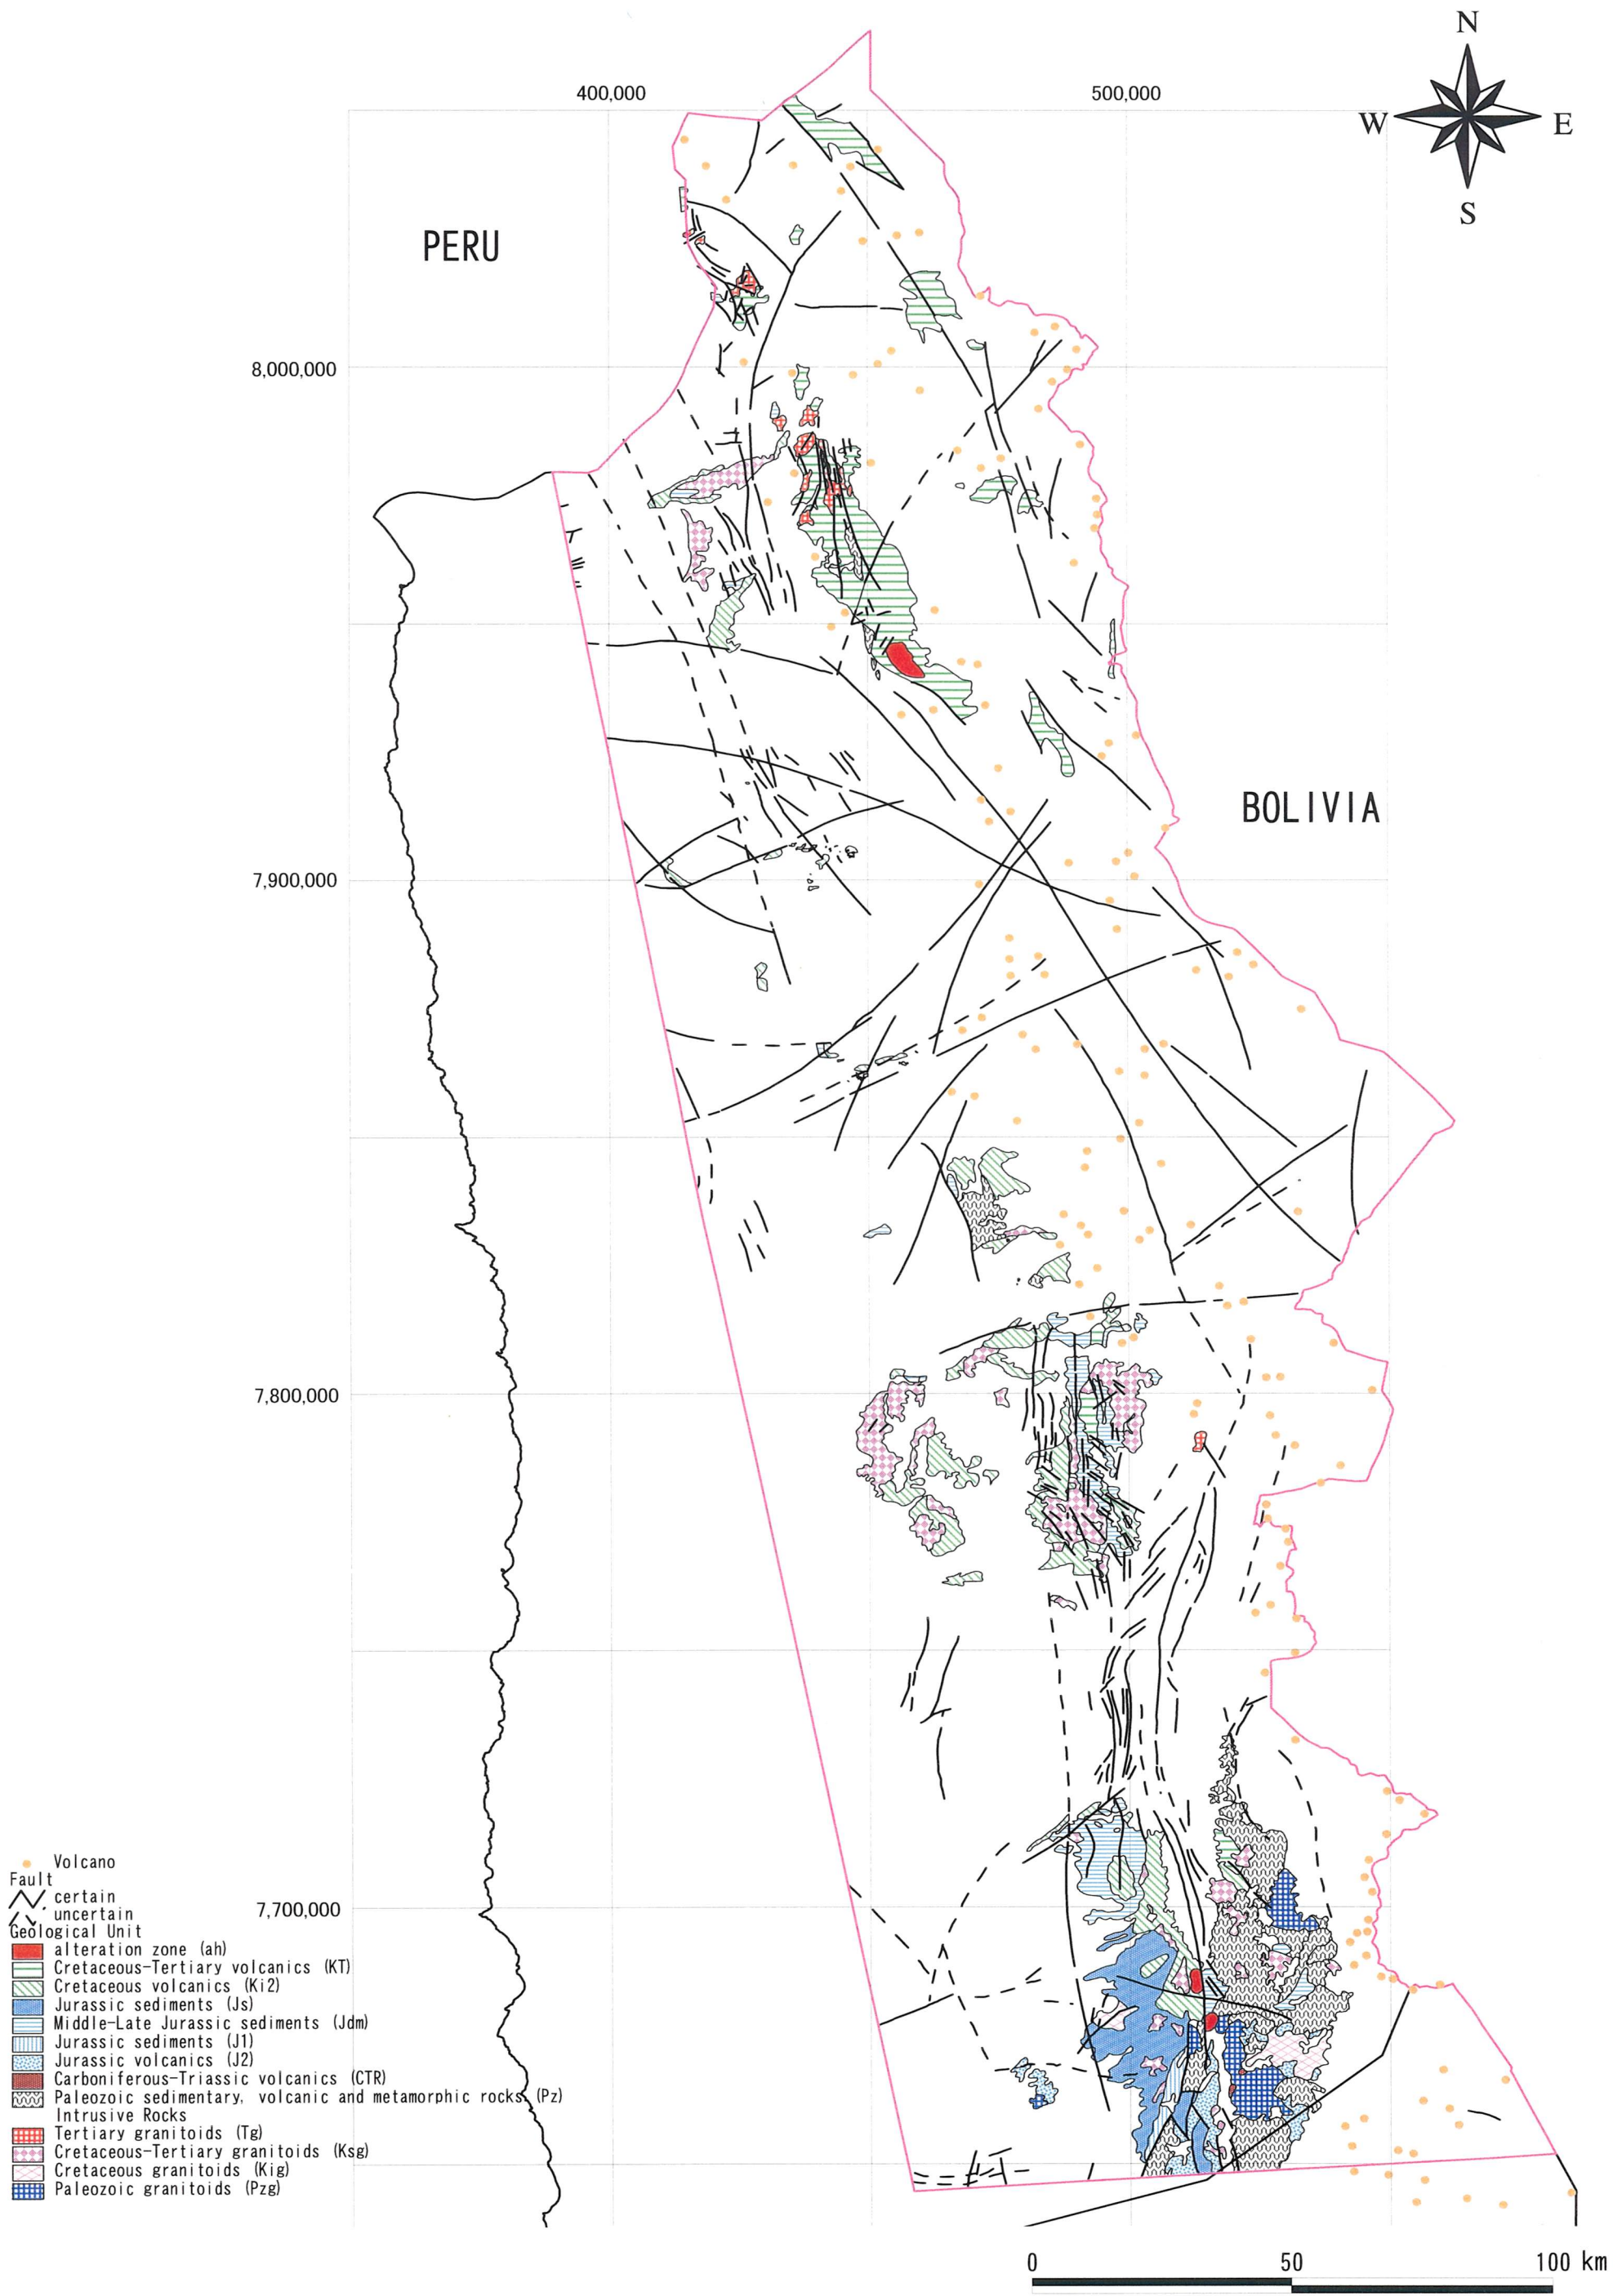 N
400,000
500,000
W
E
S
PERU
8,000,000
BOLIVIA
7,900,000
7,800,000
Volcano
Fault
certain
uncertain
7,700,000
Geological Unit
alteration zone (ah)
Cretaceous-Tertiary volcanics (KT)
Cretaceous volcanics (Ki2)
Jurassic sediments (Js)
Middle-Late Jurassic sediments (Jdm)
Jurassic sediments (J1)
Jurassic volcanics (J2)
Carboniferous-Triassic volcanics (CTR)
Paleozoic sedimentary, volcanic and metamorphic rocks (Pz)
Intrusive Rocks
Tertiary granitoids (Tg)
Cretaceous-Tertiary granitoids (Ksg)
Cretaceous granitoids (Kig)
Paleozoic granitoids (Pzg)
0 50 100 km